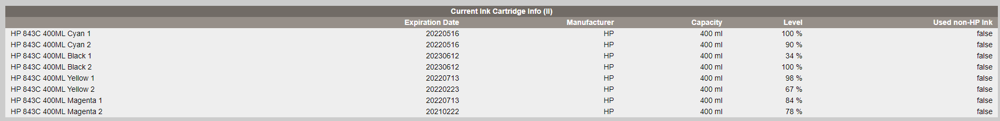 Current Ink Cartridge Info (II)
Expiration Date Manufacturer Capacity Level Used non-HP Ink
HP 843C 400ML Cyan 1 20220516 HP 400 ml 100 % false
HP 843C 400ML Cyan 2 20220516 HP 400 ml 90 % false
HP 843C 400ML Black 1 20230612 HP 400 ml 34 % false
HP 843C 400ML Black 2 20230612 HP 400 ml 100 % false
HP 843C 400ML Yellow 1 20220713 HP 400 ml 98 % false
HP 843C 400ML Yellow 2 20220223 HP 400 ml 67 % false
HP 843C 400ML Magenta 1 20220713 HP 400 ml 84 % false
HP 843C 400ML Magenta 2 20210222 HP 400 ml 78 % false